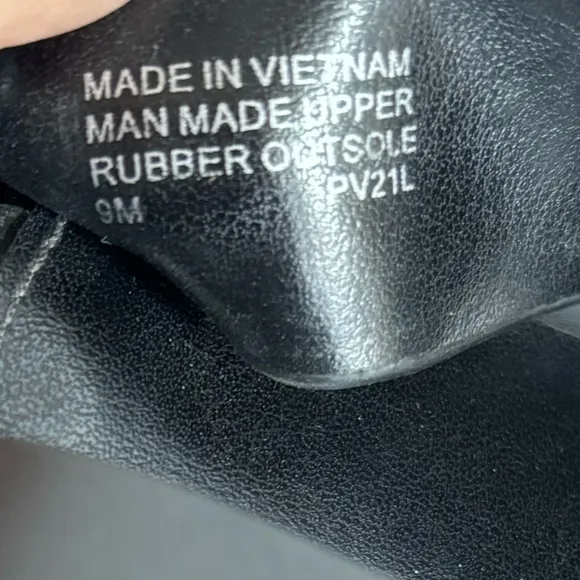 MADE IN VIETNAM
MAN MADE UPPER
RUBBER OUTSOLE
9M PV21L